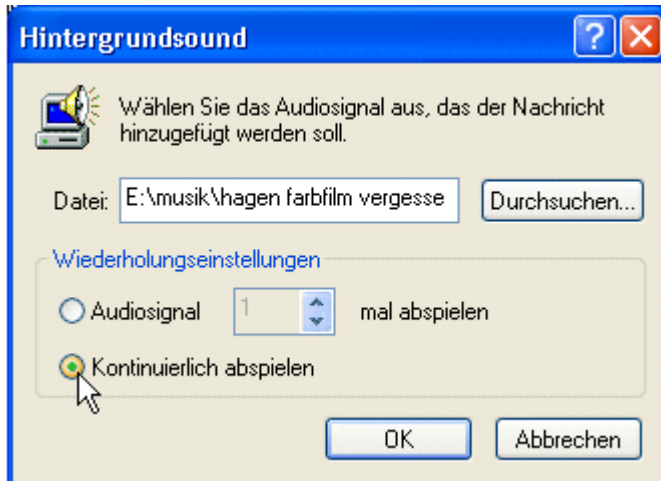 Hintergrundsound
Wählen Sie das Audiosignal aus, das der Nachricht
hinzugefügt werden soll.
Datei: E:\musik\hagen farbfilm vergesse Durchsuchen...
Wiederholungseinstellungen
Audiosignal 1 mal abspielen
Kontinuierlich abspielen
OK Abbrechen